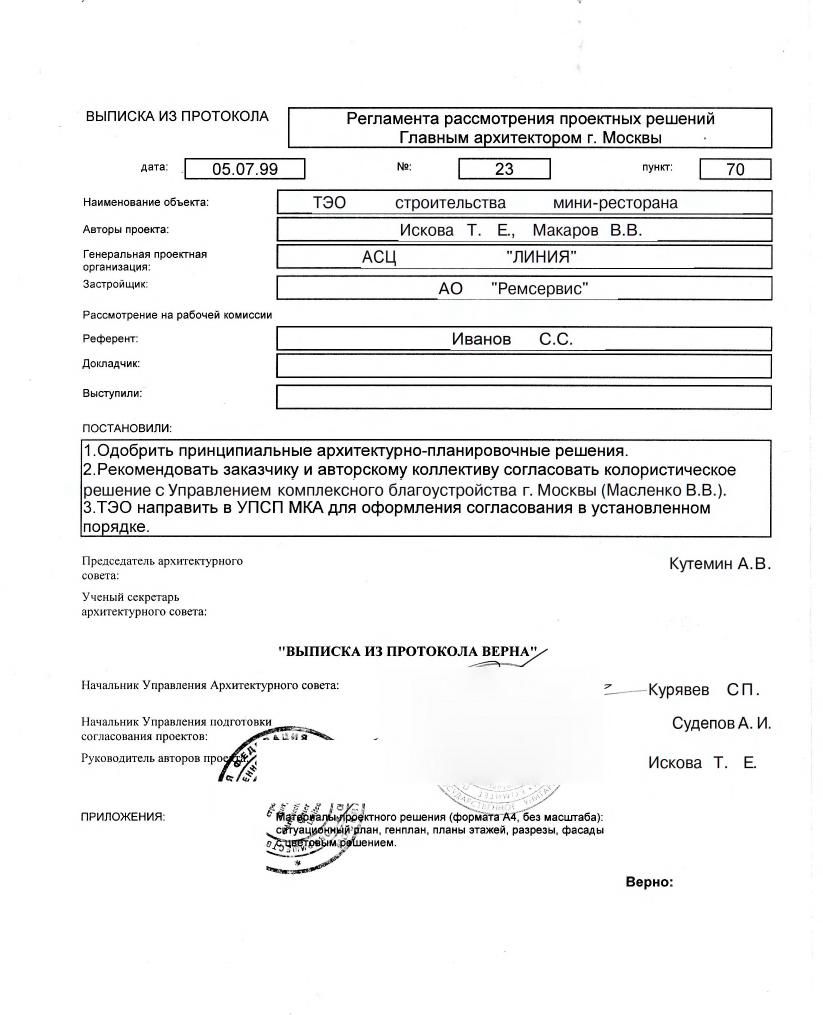 ВЫПИСКА ИЗ ПРОТОКОЛА
Регламента рассмотрения проектных решений
Главным архитектором г. Москвы
дата: 05.07.99 №: 23 пункт: 70
Наименование объекта: ТЭО строительства мини-ресторана
Авторы проекта: Искова Т. Е., Макаров В.В.
Генеральная проектная
организация: АСЦ "ЛИНИЯ"
Застройщик: АО "Ремсервис"
Рассмотрение на рабочей комиссии
Референт: Иванов С.С.
Докладчик:
Выступили:
ПОСТАНОВИЛИ:
1.Одобрить принципиальные архитектурно-планировочные решения.
2.Рекомендовать заказчику и авторскому коллективу согласовать колористическое
решение с Управлением комплексного благоустройства г. Москвы (Масленко В.В.).
3.ТЭО направить в УПСП МКА для оформления согласования в установленном
порядке.
Председатель архитектурного
совета: Кутемин А.В.
Ученый секретарь
архитектурного совета:
"ВЫПИСКА ИЗ ПРОТОКОЛА ВЕРНА"
Начальник Управления Архитектурного совета: Курявев СП.
Начальник Управления подготовки
согласования проектов: Судепов А. И.
Руководитель авторов проекта: Искова Т. Е.
ПРИЛОЖЕНИЯ: Материалы проектного решения (формата А4, без масштаба):
ситуационный план, генплан, планы этажей, разрезы, фасады
с цветовым решением.
Верно: